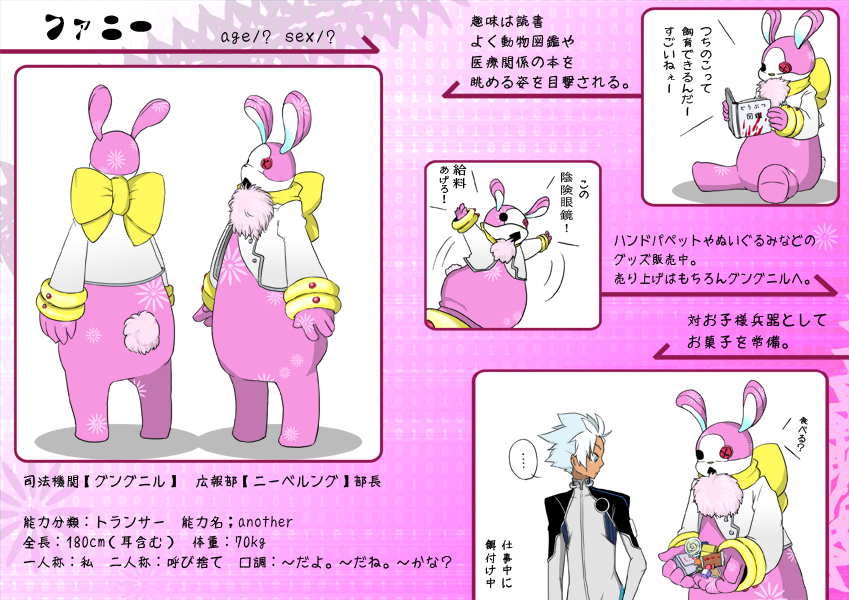 ファニー
age/? sex/?
趣味は読書
よく動物図鑑や
医療関係の本を
眺める姿を目撃される。
つちのこって
飼育できるんだー
すごいねぇー
どうぶつ
図鑑
この
陰険眼鏡！
給料
あげろ！
ハンドパペットやぬいぐるみなどの
グッズ販売中。
売り上げはもちろんグングニルへ。
対お子様兵器として
お菓子を常備。
食べる？
…
仕事中に
餌付け中
司法機関【グングニル】 広報部【ニーベルング】部長
能力分類：トランサー 能力名；another
全長：180cm（耳含む） 体重：70kg
一人称：私 二人称：呼び捨て 口調：～だよ。～だね。～かな？